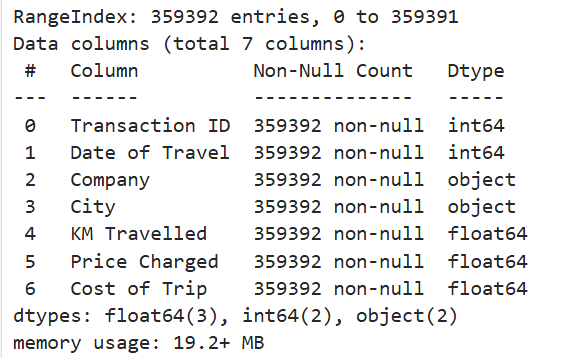 RangeIndex: 359392 entries, 0 to 359391
Data columns (total 7 columns):
 #   Column          Non-Null Count   Dtype
---  ------          --------------   -----
 0   Transaction ID  359392 non-null  int64
 1   Date of Travel  359392 non-null  int64
 2   Company         359392 non-null  object
 3   City            359392 non-null  object
 4   KM Travelled    359392 non-null  float64
 5   Price Charged   359392 non-null  float64
 6   Cost of Trip    359392 non-null  float64
dtypes: float64(3), int64(2), object(2)
memory usage: 19.2+ MB